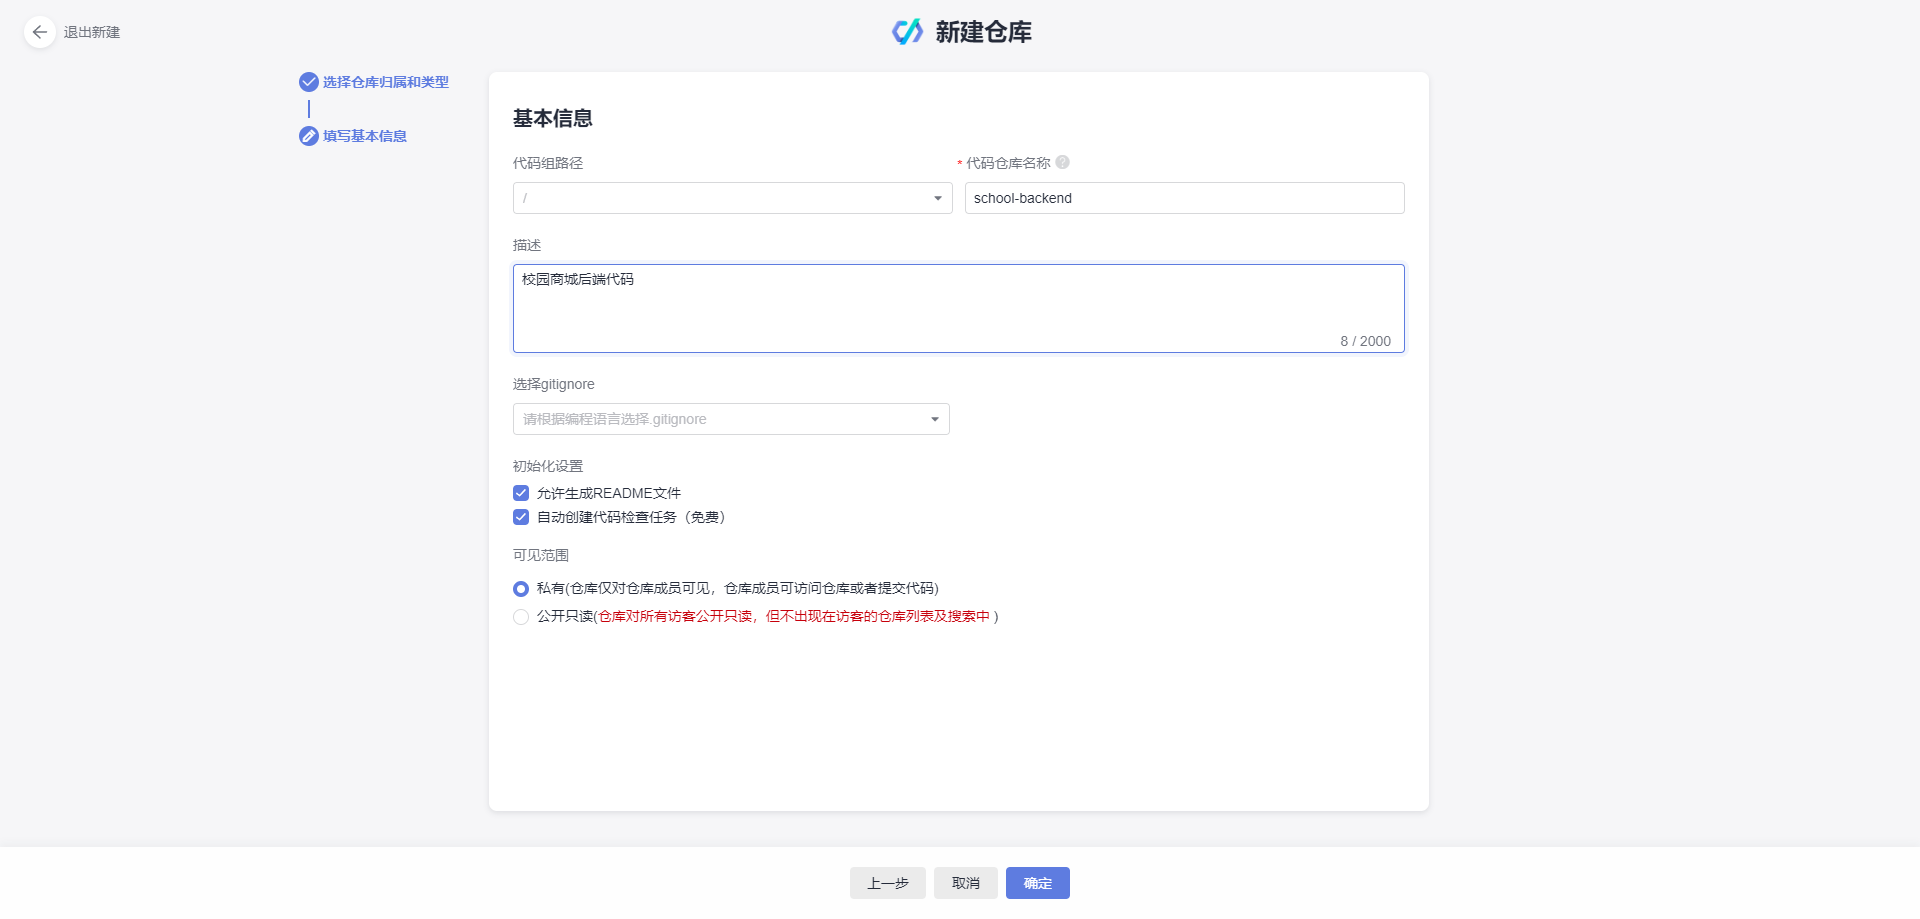 退出新建
新建仓库
选择仓库归属和类型
填写基本信息
基本信息
代码组路径
* 代码仓库名称 ?
/
school-backend
描述
校园商城后端代码
8 / 2000
选择gitignore
请根据编程语言选择.gitignore
初始化设置
允许生成README文件
自动创建代码检查任务（免费）
可见范围
私有(仓库仅对仓库成员可见，仓库成员可访问仓库或者提交代码)
公开只读(仓库对所有访客公开只读，但不出现在访客的仓库列表及搜索中 )
上一步 取消 确定